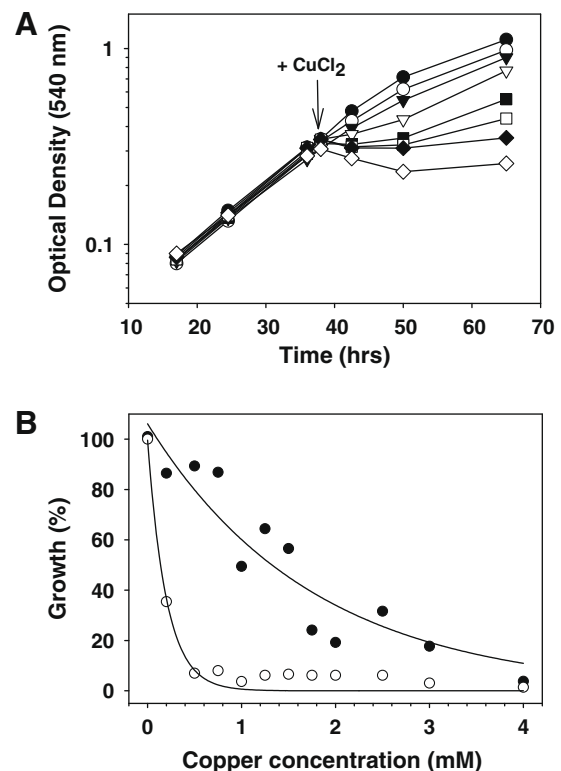 A
+ CuCl2
Optical Density (540 nm)
1
0.1
10 20 30 40 50 60 70
Time (hrs)
B
Growth (%)
100
80
60
40
20
0
0 1 2 3 4
Copper concentration (mM)